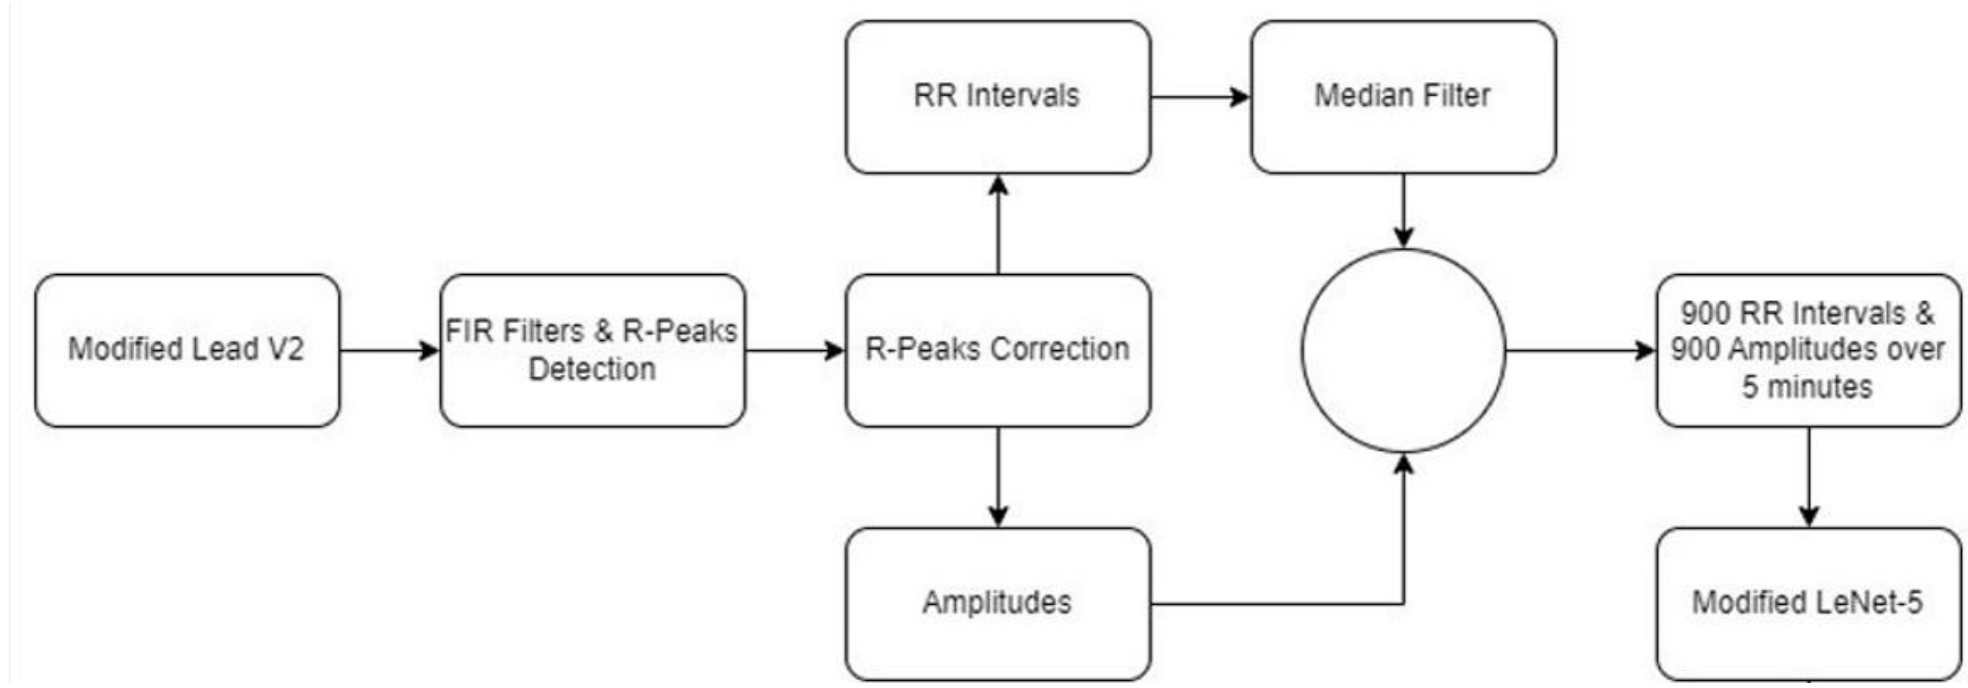 RR Intervals
Median Filter
Modified Lead V2
FIR Filters & R-Peaks
Detection
R-Peaks Correction
900 RR Intervals &
900 Amplitudes over
5 minutes
Amplitudes
Modified LeNet-5